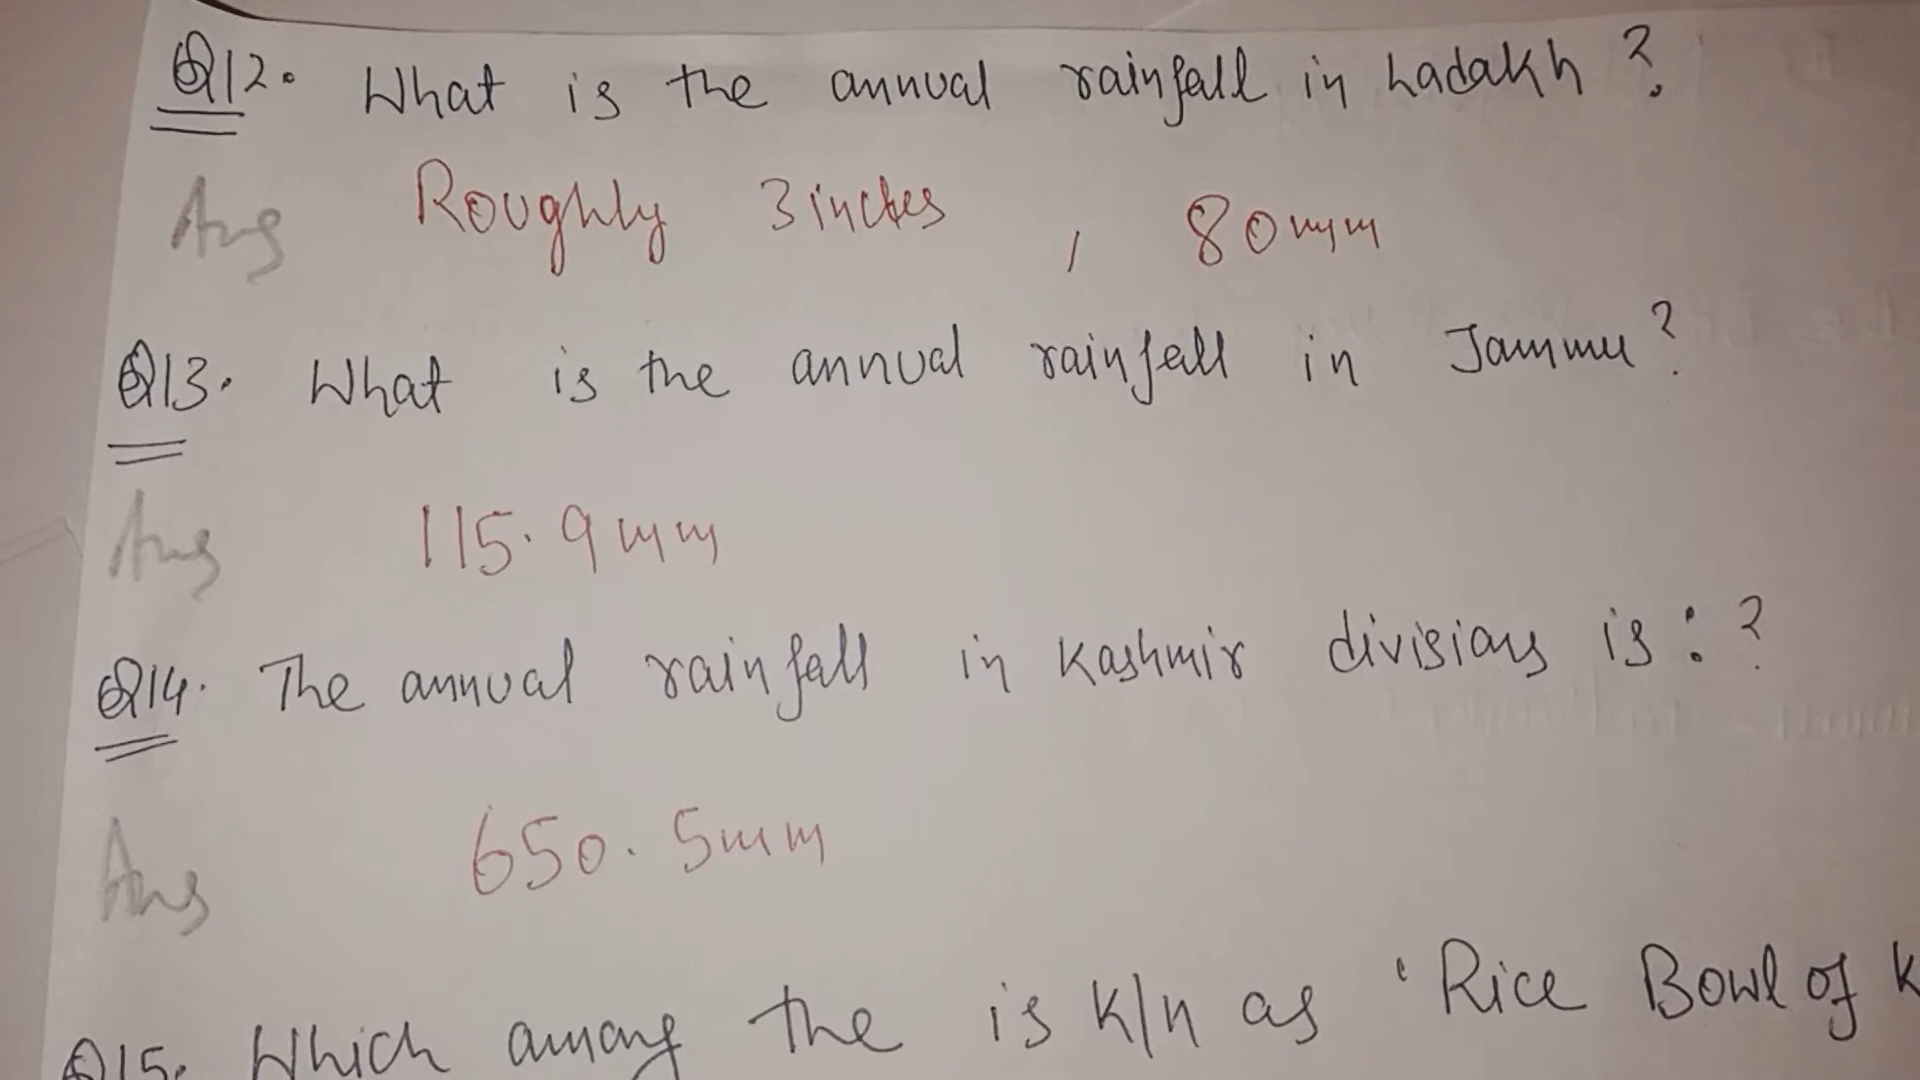 Q12. What is the annual rainfall in Ladakh ?
Ans Roughly 3 inches , 80mm
Q13. What is the annual rainfall in Jammu ?
Ans 115.9mm
Q14. The annual rainfall in Kashmir divisions is : ?
Ans 650.5mm
Q15. Which among the is k/n as 'Rice Bowl of K